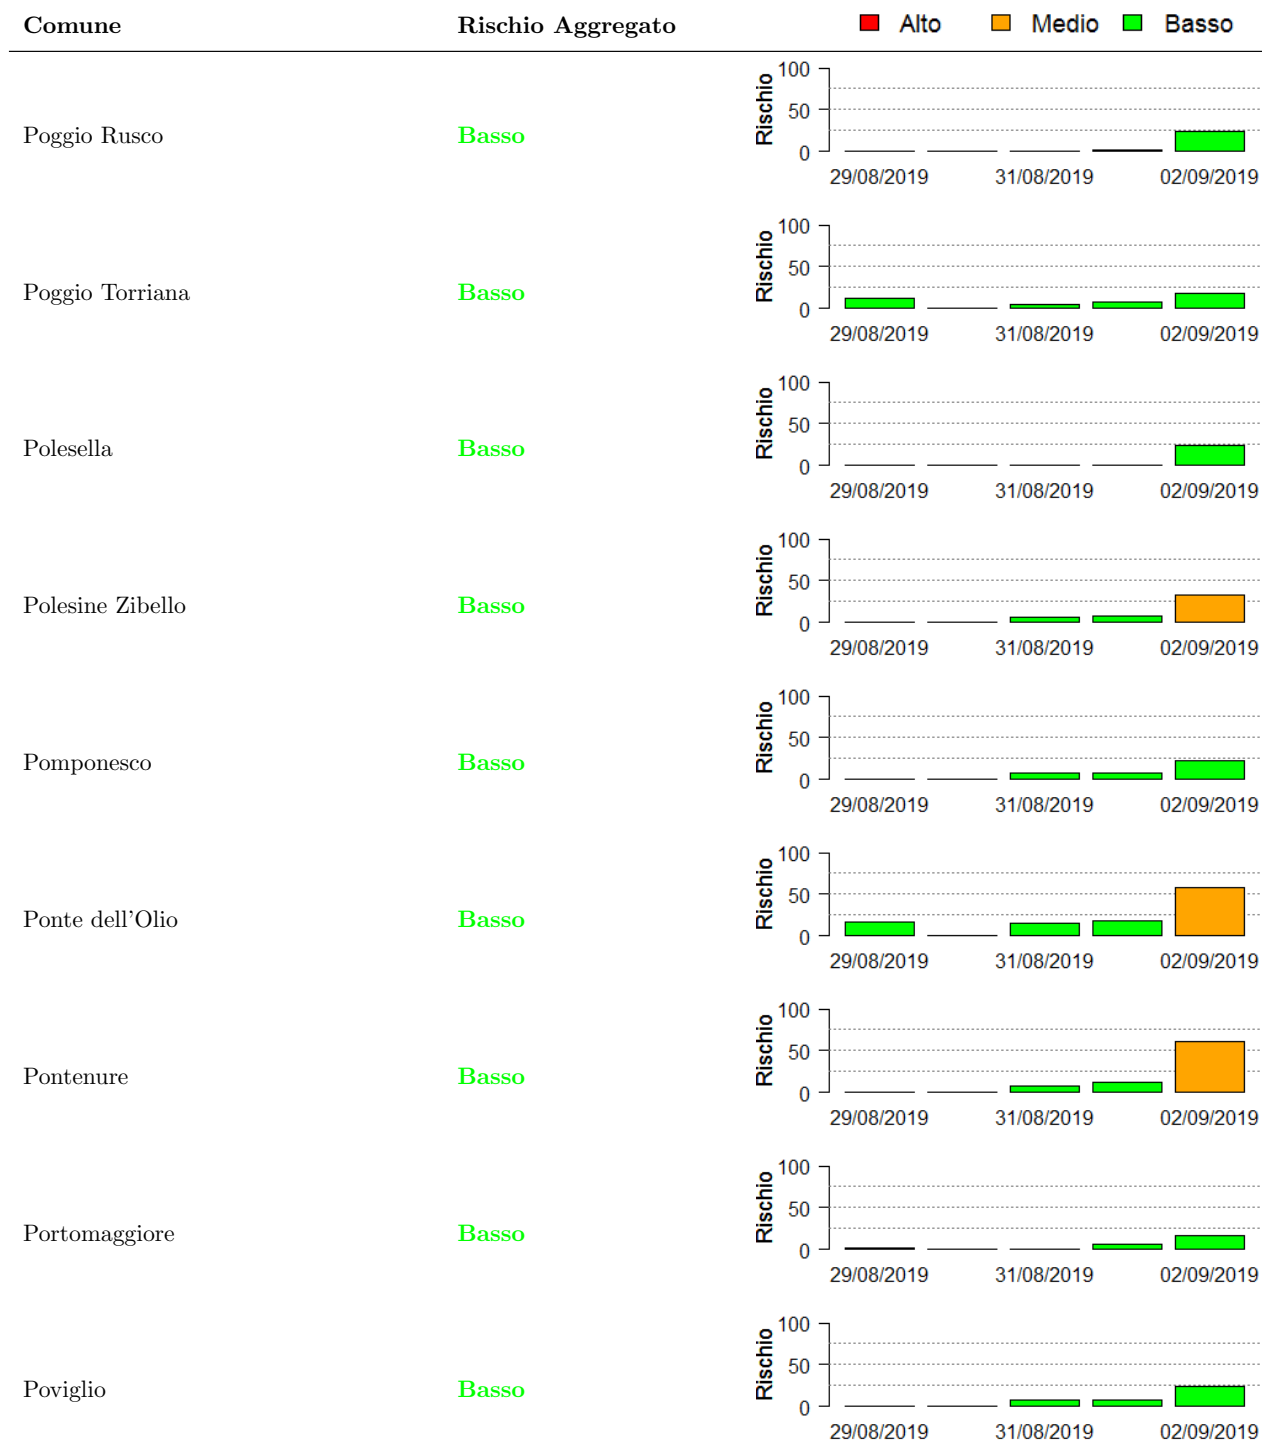 Comune Rischio Aggregato Alto Medio Basso
100
50
0
Rischio
Poggio Rusco Basso
29/08/2019 31/08/2019 02/09/2019
100
50
0
Rischio
Poggio Torriana Basso
29/08/2019 31/08/2019 02/09/2019
100
50
0
Rischio
Polesella Basso
29/08/2019 31/08/2019 02/09/2019
100
50
0
Rischio
Polesine Zibello Basso
29/08/2019 31/08/2019 02/09/2019
100
50
0
Rischio
Pomponesco Basso
29/08/2019 31/08/2019 02/09/2019
100
50
0
Rischio
Ponte dell'Olio Basso
29/08/2019 31/08/2019 02/09/2019
100
50
0
Rischio
Pontenure Basso
29/08/2019 31/08/2019 02/09/2019
100
50
0
Rischio
Portomaggiore Basso
29/08/2019 31/08/2019 02/09/2019
100
50
0
Rischio
Poviglio Basso
29/08/2019 31/08/2019 02/09/2019